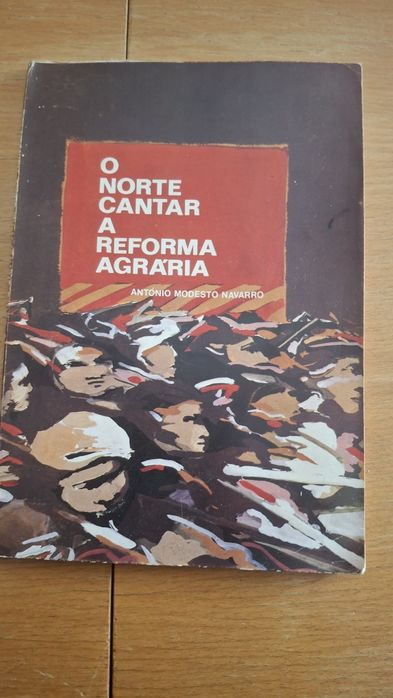 O
NORTE
CANTAR
A
REFORMA
AGRÁRIA
ANTÓNIO MODESTO NAVARRO